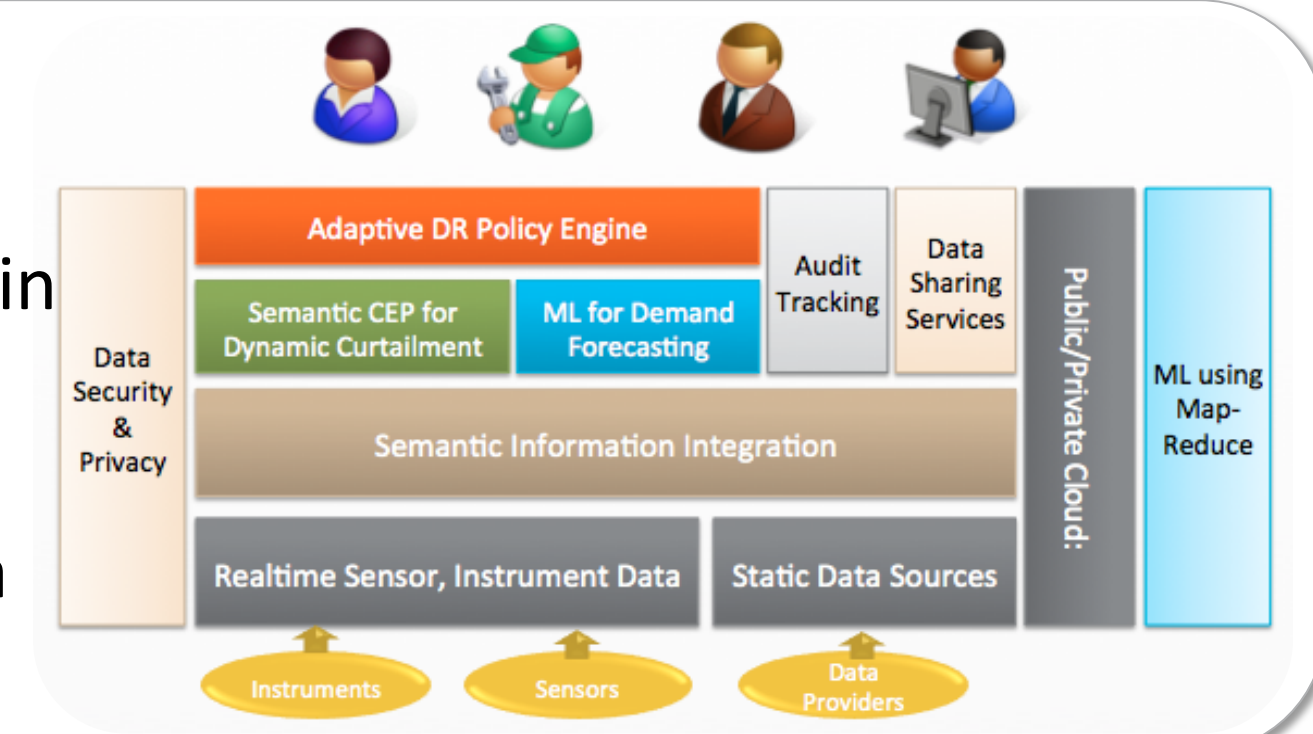 in
n
Data
Security
&
Privacy
Adaptive DR Policy Engine
Semantic CEP for
Dynamic Curtailment
ML for Demand
Forecasting
Audit
Tracking
Data
Sharing
Services
Semantic Information Integration
Realtime Sensor, Instrument Data
Static Data Sources
Public/Private Cloud:
ML using
Map-
Reduce
Instruments
Sensors
Data
Providers